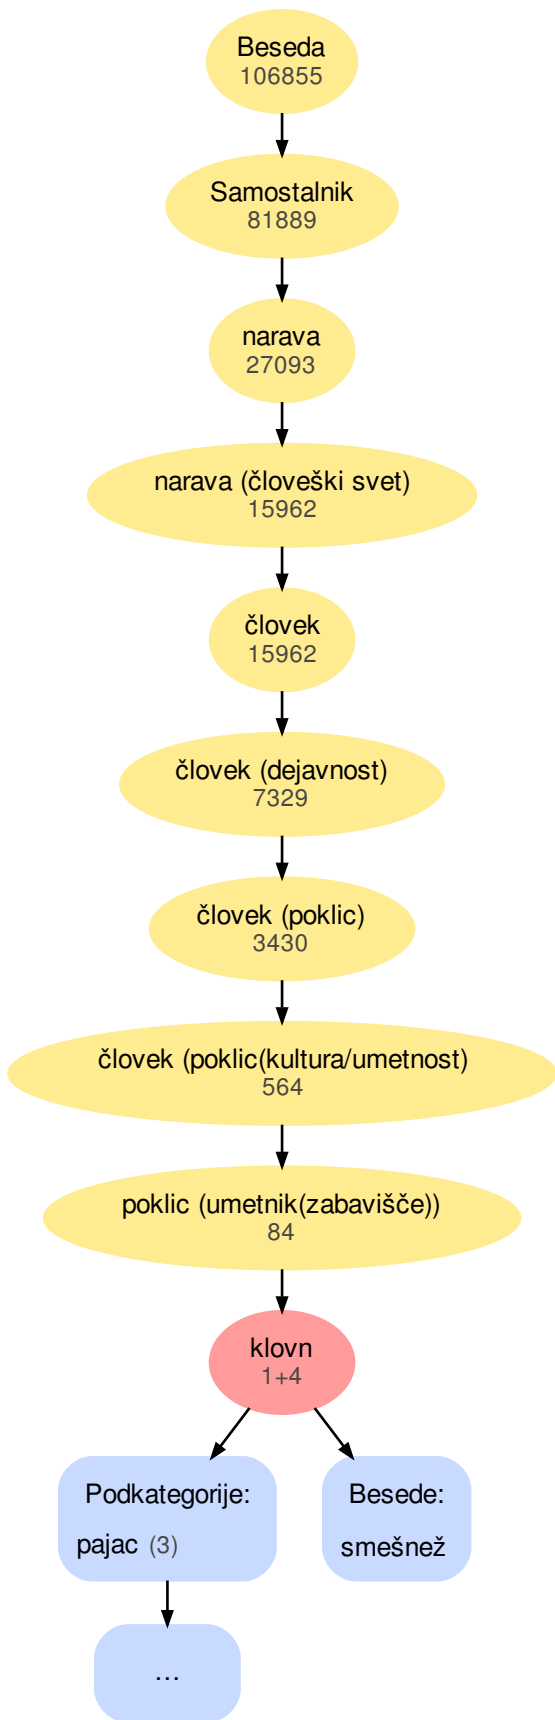 Beseda
106855
Samostalnik
81889
narava
27093
narava (človeški svet)
15962
človek
15962
človek (dejavnost)
7329
človek (poklic)
3430
človek (poklic(kultura/umetnost)
564
poklic (umetnik(zabavišče))
84
klovn
1+4
Podkategorije:
pajac (3)
Besede:
smešnež
...